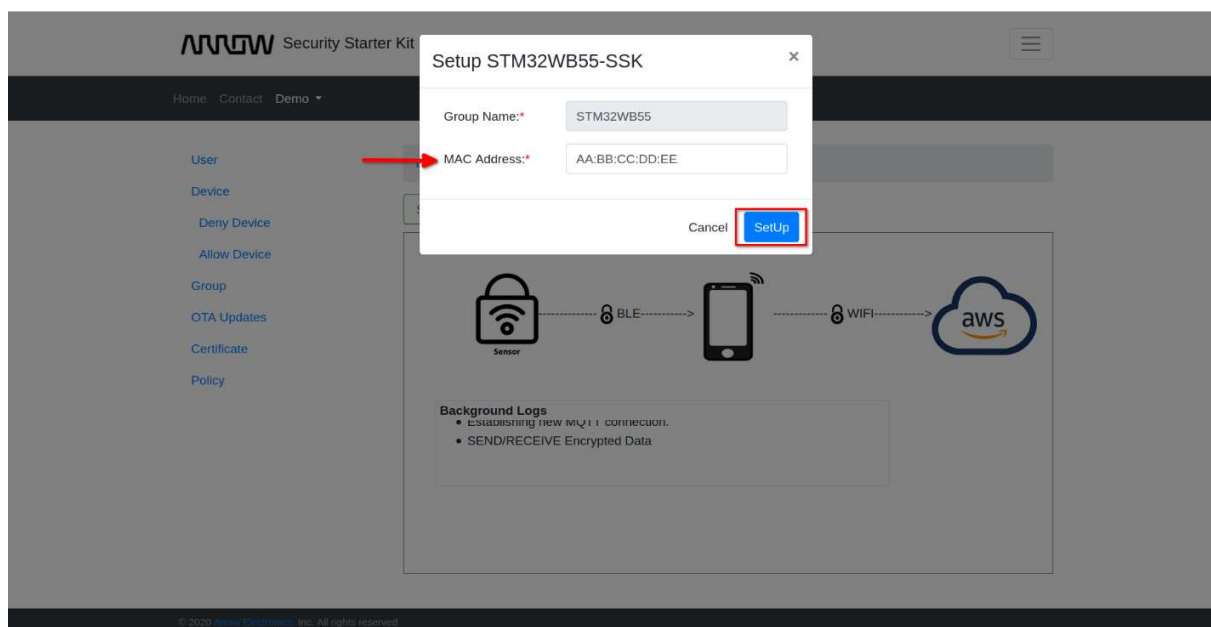 ARROW Security Starter Kit
Setup STM32WB55-SSK ×
Home Contact Demo
Group Name:* STM32WB55
MAC Address:* AA:BB:CC:DD:EE
Cancel SetUp
User
Device
Deny Device
Allow Device
Group
OTA Updates
Certificate
Policy
BLE
WIFI
aws
Sensor
Background Logs
Establishing new MQTT connection.
SEND/RECEIVE Encrypted Data
© 2020 Arrow Electronics, Inc. All rights reserved